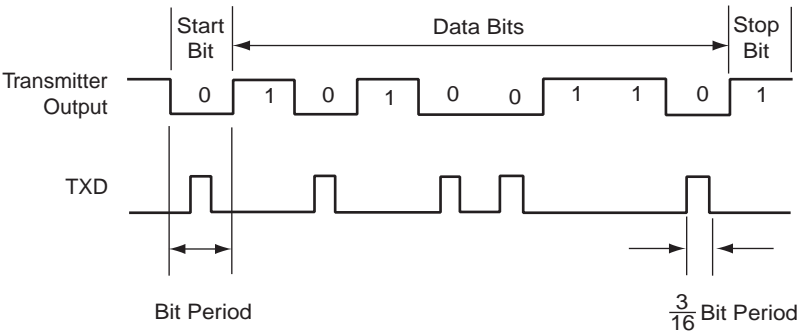 Start
Bit
Data Bits
Stop
Bit
Transmitter
Output
0 1 0 1 0 0 1 1 0 1
TXD
Bit Period
3
16 Bit Period